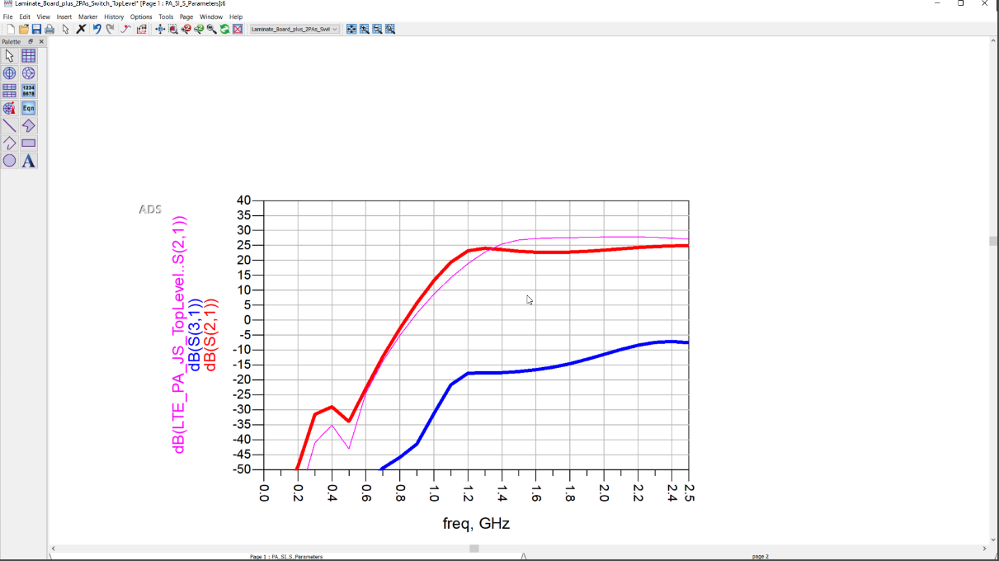 Laminate_Board_plus_2PAs_Switch_TopLevel* [Page 1 : PA_SI_S_Parameters]:6
File Edit View Insert Marker History Options Tools Page Window Help
Laminate_Board_plus_2PAs_Swit
Palette
1234
5678
Eqn
A
ADS
dB(LTE_PA_JS_TopLevel..S(2,1))
dB(S(3,1))
dB(S(2,1))
40
35
30
25
20
15
10
5
0
-5
-10
-15
-20
-25
-30
-35
-40
-45
-50
0.0 0.2 0.4 0.6 0.8 1.0 1.2 1.4 1.6 1.8 2.0 2.2 2.4 2.5
freq, GHz
Page 1 : PA_SI_S_Parameters
page 2